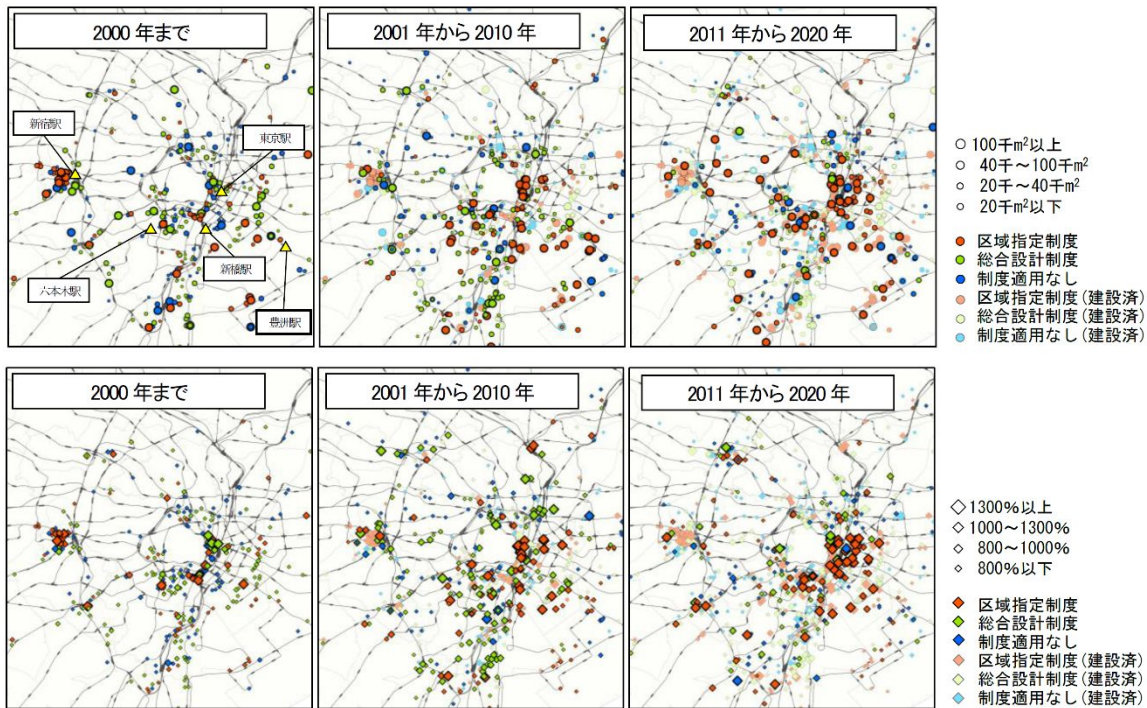 2000 年まで
2001 年から 2010 年
2011 年から 2020 年
新宿駅
東京駅
六本木駅
新橋駅
豊洲駅
100千m²以上
40千～100千m²
20千～40千m²
20千m²以下
区域指定制度
総合設計制度
制度適用なし
区域指定制度(建設済)
総合設計制度(建設済)
制度適用なし(建設済)
2000 年まで
2001 年から 2010 年
2011 年から 2020 年
1300%以上
1000～1300%
800～1000%
800%以下
区域指定制度
総合設計制度
制度適用なし
区域指定制度(建設済)
総合設計制度(建設済)
制度適用なし(建設済)